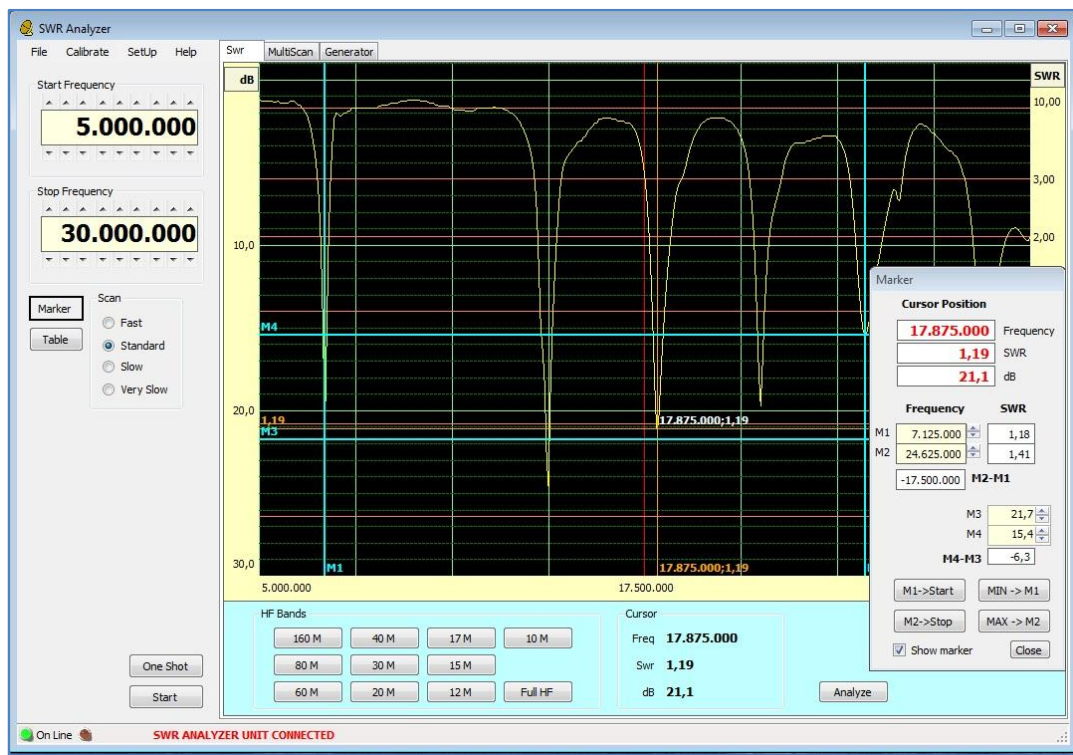 SWR Analyzer
File Calibrate SetUp Help
Swr MultiScan Generator
Start Frequency
5.000.000
Stop Frequency
30.000.000
Marker
Table
Scan
Fast
Standard
Slow
Very Slow
One Shot
Start
dB
10,0
20,0
30,0
SWR
10,00
3,00
2,00
M4
1,19
M3
17.875.000;1,19
M1
17.875.000;1,19
5.000.000
17.500.000
Marker
Cursor Position
17.875.000 Frequency
1,19 SWR
21,1 dB
Frequency SWR
M1 7.125.000 1,18
M2 24.625.000 1,41
-17.500.000 M2-M1
M3 21,7
M4 15,4
M4-M3 -6,3
M1->Start MIN -> M1
M2->Stop MAX -> M2
Show marker Close
HF Bands
160 M 40 M 17 M 10 M
80 M 30 M 15 M
60 M 20 M 12 M Full HF
Cursor
Freq 17.875.000
Swr 1,19
dB 21,1
Analyze
On Line SWR ANALYZER UNIT CONNECTED